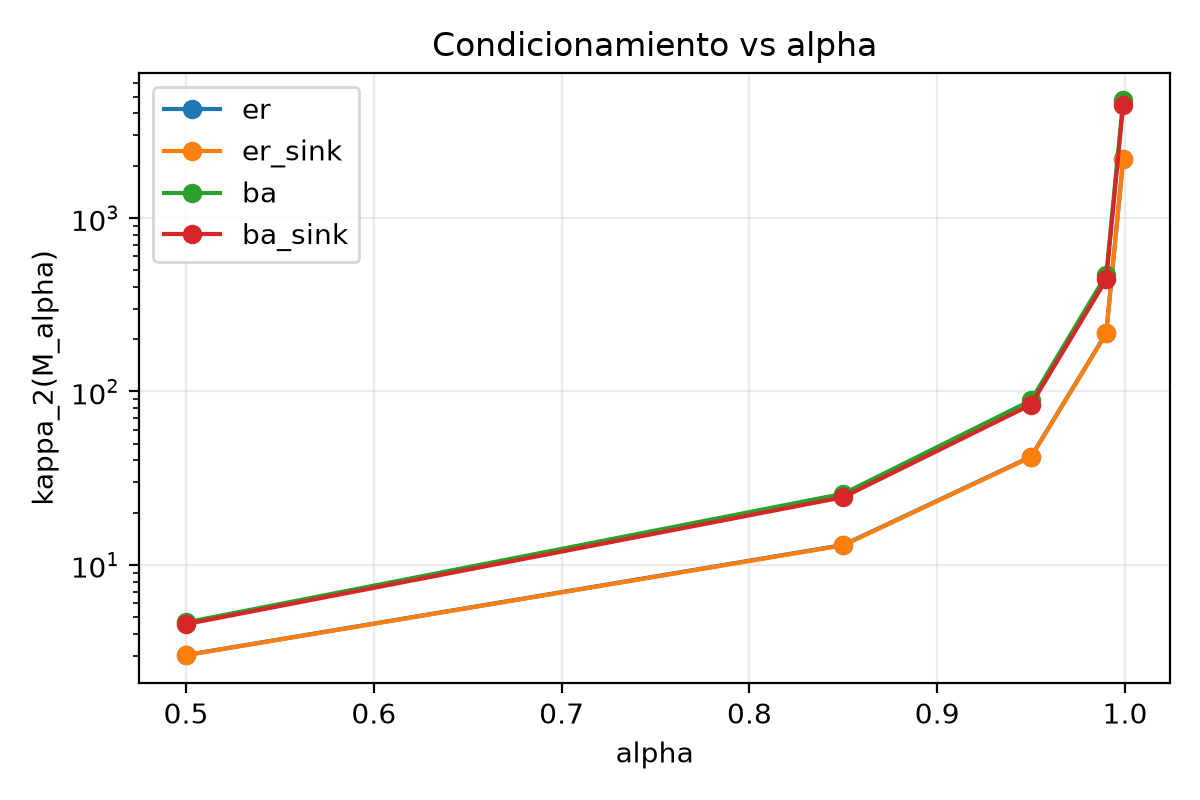 Condicionamiento vs alpha
er
er_sink
ba
ba_sink
kappa_2(M_alpha)
10³
10²
10¹
0.5 0.6 0.7 0.8 0.9 1.0
alpha